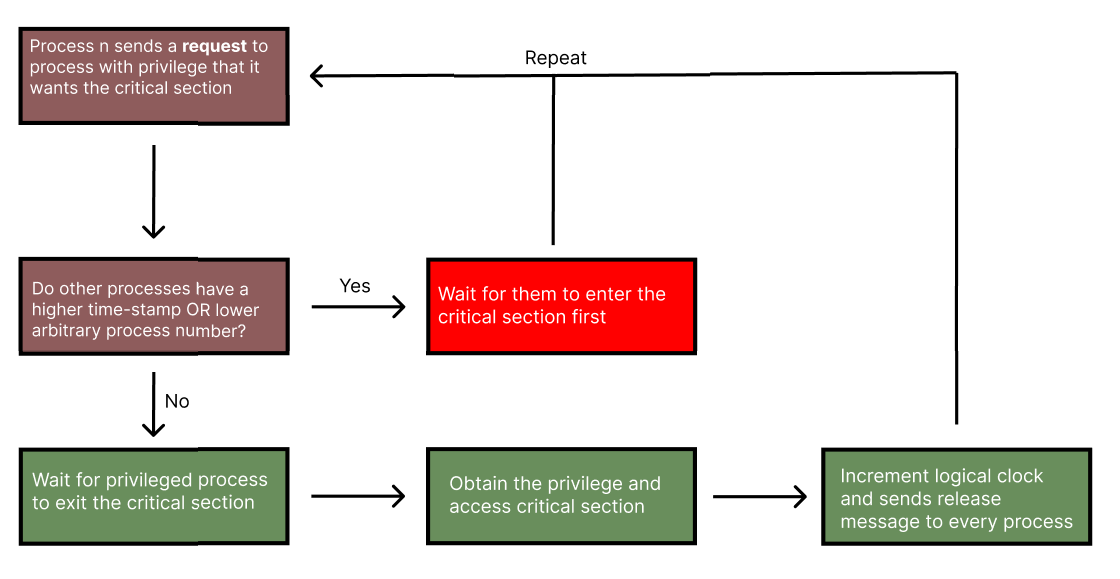 Repeat
Process n sends a request to
process with privilege that it
wants the critical section
Do other processes have a
higher time-stamp OR lower
arbitrary process number?
Yes
Wait for them to enter the
critical section first
No
Wait for privileged process
to exit the critical section
Obtain the privilege and
access critical section
Increment logical clock
and sends release
message to every process